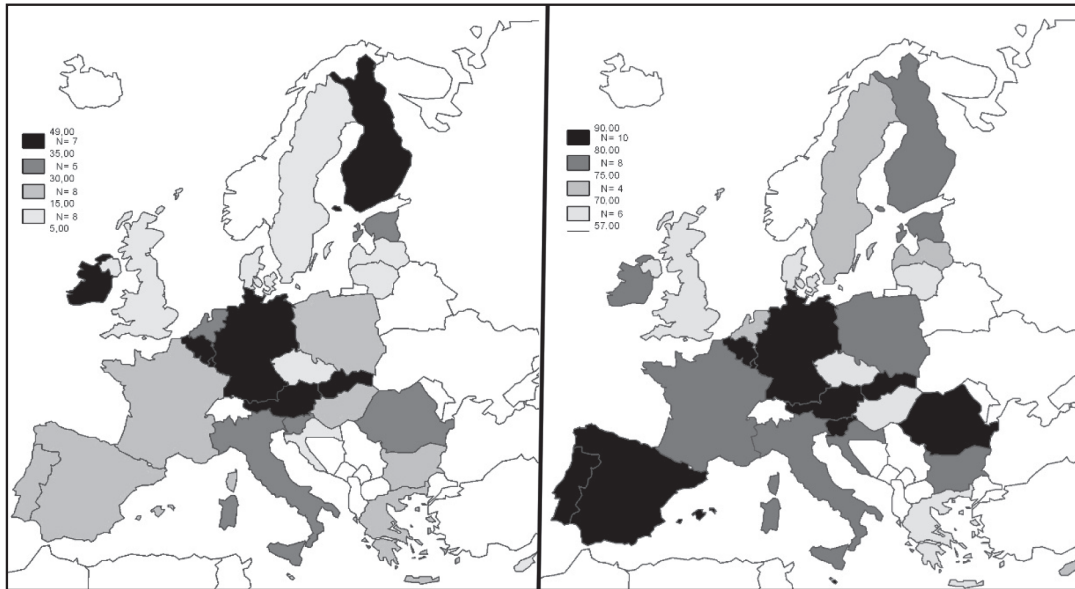 49,00
N= 7
35,00
N= 5
30,00
N= 8
15,00
N= 8
5,00
90.00
N= 10
80.00
N= 8
75.00
N= 4
70.00
N= 6
57.00